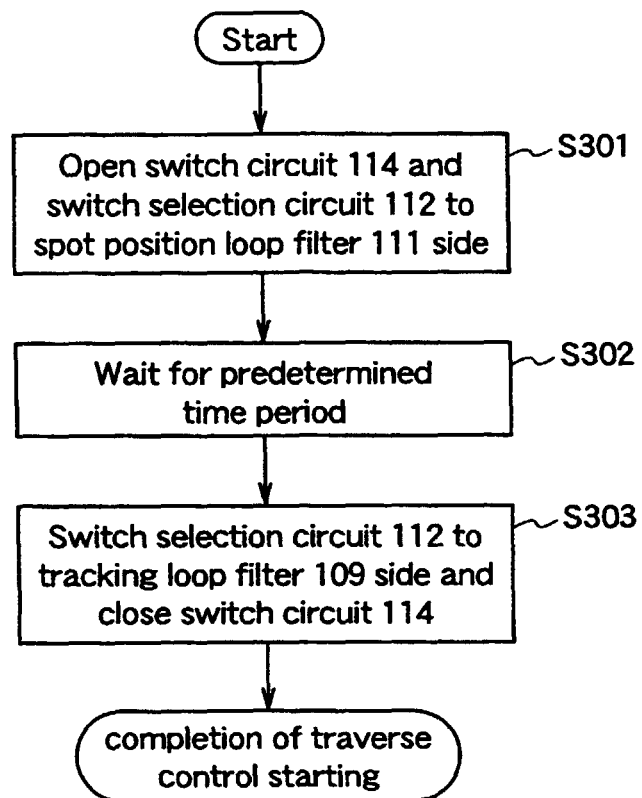 Start
S301
Open switch circuit 114 and
switch selection circuit 112 to
spot position loop filter 111 side
S302
Wait for predetermined
time period
S303
Switch selection circuit 112 to
tracking loop filter 109 side and
close switch circuit 114
completion of traverse
control starting